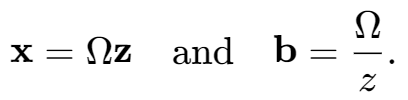 𝐱 = Ω𝐳 and 𝐛 = Ω/z.